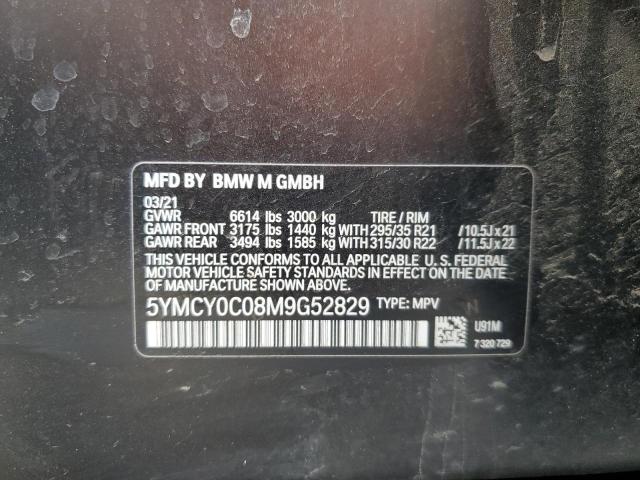 MFD BY BMW M GMBH
03/21
GVWR 6614 lbs 3000 kg TIRE / RIM
GAWR FRONT 3175 lbs 1440 kg WITH 295/35 R21 / 10.5J x 21
GAWR REAR 3494 lbs 1585 kg WITH 315/30 R22 / 11.5J x 22
THIS VEHICLE CONFORMS TO ALL APPLICABLE U. S. FEDERAL
MOTOR VEHICLE SAFETY STANDARDS IN EFFECT ON THE DATE
OF MANUFACTURE SHOWN ABOVE.
5YMCY0C08M9G52829 TYPE: MPV
U91M
7 320 729